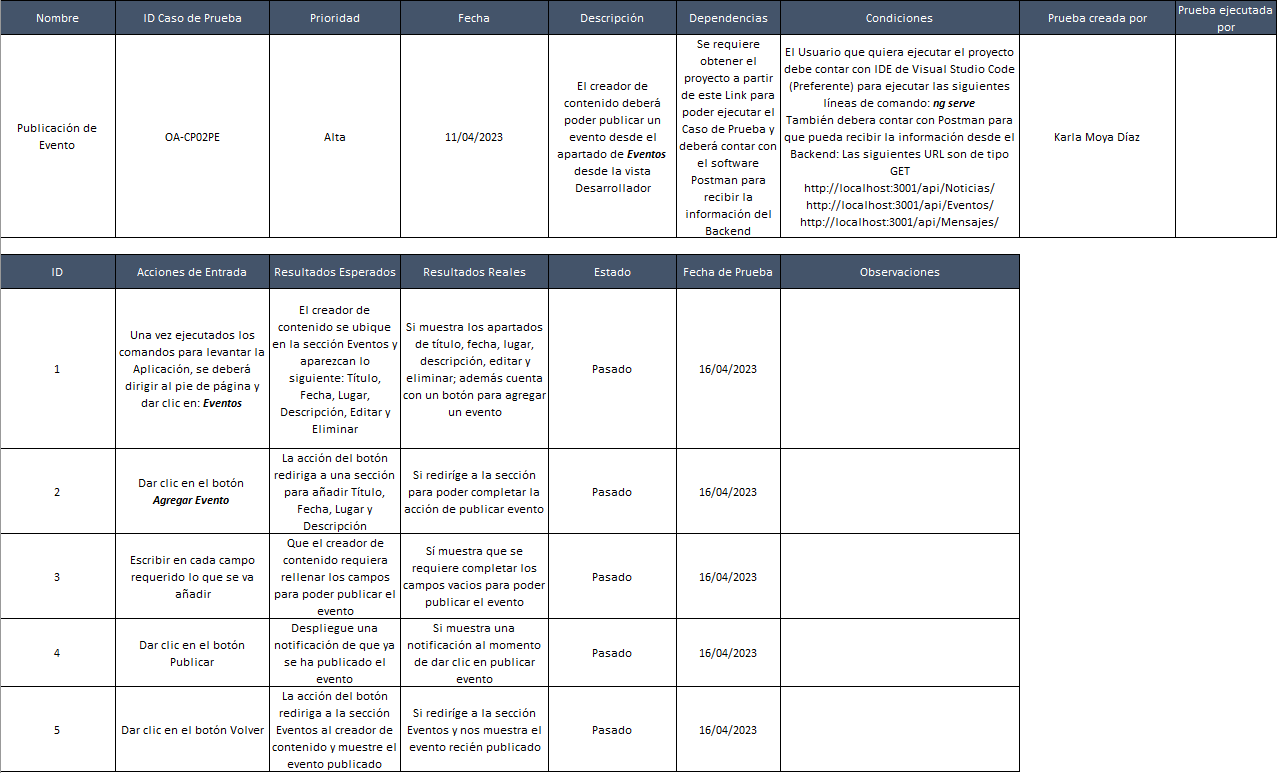 Nombre
ID Caso de Prueba
Prioridad
Fecha
Descripción
Dependencias
Condiciones
Prueba creada por
Prueba ejecutada
por
Publicación de
Evento
OA-CP02PE
Alta
11/04/2023
El creador de
contenido deberá
poder publicar un
evento desde el
apartado de Eventos
desde la vista
Desarrollador
Se requiere
obtener el
proyecto a partir
de este Link para
poder ejecutar el
Caso de Prueba y
deberá contar con
el software
Postman para
recibir la
información del
Backend
El Usuario que quiera ejecutar el proyecto
debe contar con IDE de Visual Studio Code
(Preferente) para ejecutar las siguientes
líneas de comando: ng serve
También debera contar con Postman para
que pueda recibir la información desde el
Backend: Las siguientes URL son de tipo
GET
http://localhost:3001/api/Noticias/
http://localhost:3001/api/Eventos/
http://localhost:3001/api/Mensajes/
Karla Moya Díaz
ID
Acciones de Entrada
Resultados Esperados
Resultados Reales
Estado
Fecha de Prueba
Observaciones
1
Una vez ejecutados los
comandos para levantar la
Aplicación, se deberá
dirigir al pie de página y
dar clic en: Eventos
El creador de
contenido se ubique
en la sección Eventos y
aparezcan lo
siguiente: Título,
Fecha, Lugar,
Descripción, Editar y
Eliminar
Si muestra los apartados
de título, fecha, lugar,
descripción, editar y
eliminar; además cuenta
con un botón para agregar
un evento
Pasado
16/04/2023
2
Dar clic en el botón
Agregar Evento
La acción del botón
rediriga a una sección
para añadir Título,
Fecha, Lugar y
Descripción
Si rediríge a la sección
para poder completar la
acción de publicar evento
Pasado
16/04/2023
3
Escribir en cada campo
requerido lo que se va
añadir
Que el creador de
contenido requiera
rellenar los campos
para poder publicar el
evento
Sí muestra que se
requiere completar los
campos vacios para poder
publicar el evento
Pasado
16/04/2023
4
Dar clic en el botón
Publicar
Despliegue una
notificación de que ya
se ha publicado el
evento
Si muestra una
notificación al momento
de dar clic en publicar
evento
Pasado
16/04/2023
5
Dar clic en el botón Volver
La acción del botón
rediriga a la sección
Eventos al creador de
contenido y muestre el
evento publicado
Si rediríge a la sección
Eventos y nos muestra el
evento recién publicado
Pasado
16/04/2023